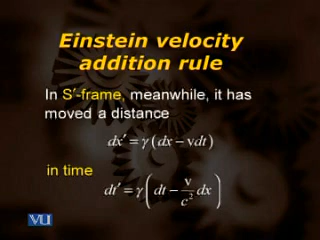 Einstein velocity
addition rule
In S′-frame, meanwhile, it has
moved a distance
dx′ = γ(dx − vdt)
in time
dt′ = γ(dt − v/c² dx)
VU